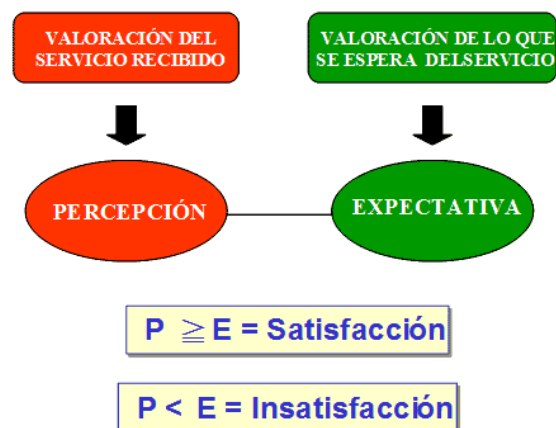 VALORACIÓN DEL
SERVICIO RECIBIDO
VALORACIÓN DE LO QUE
SE ESPERA DELSERVICIO
PERCEPCIÓN
EXPECTATIVA
P ≧ E = Satisfacción
P < E = Insatisfacción